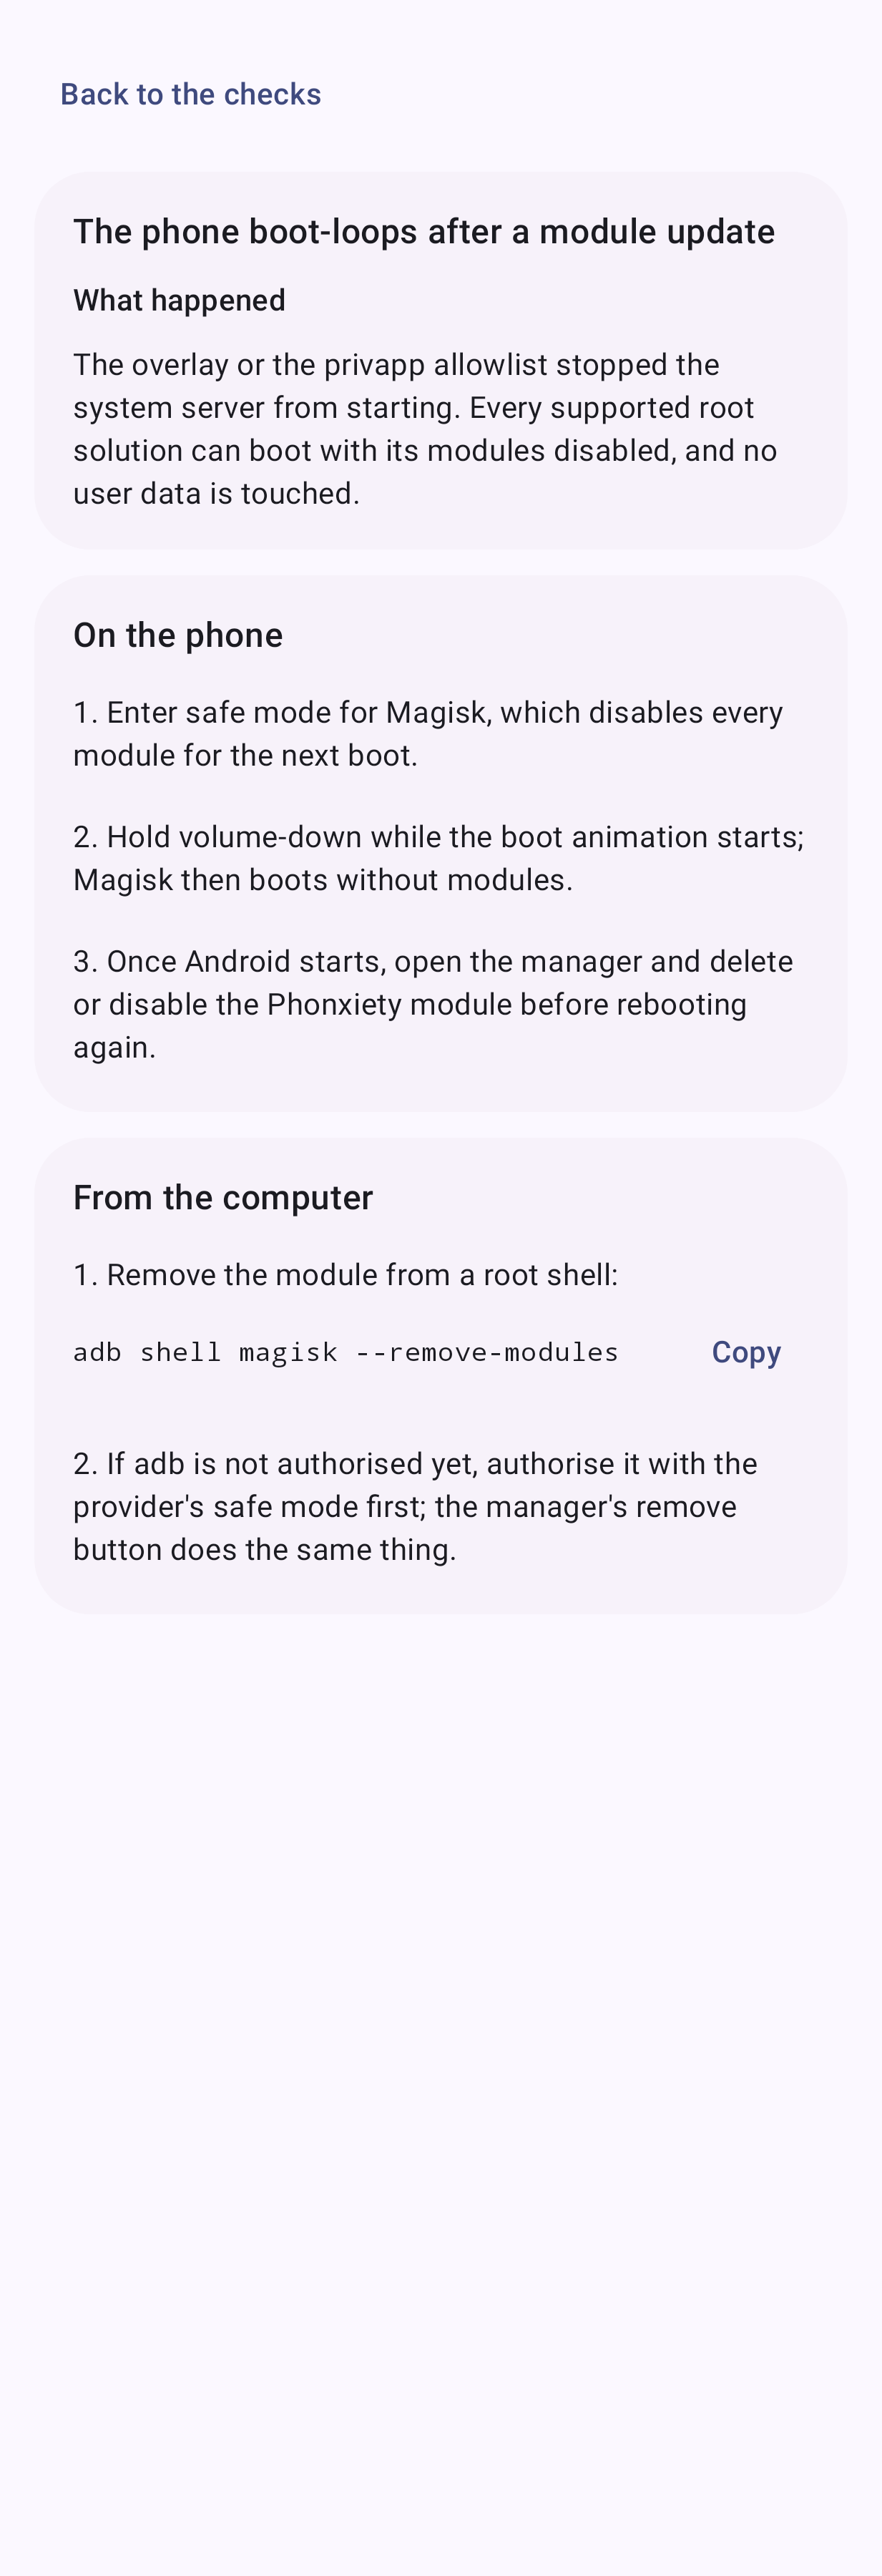 Back to the checks
The phone boot-loops after a module update
What happened
The overlay or the privapp allowlist stopped the
system server from starting. Every supported root
solution can boot with its modules disabled, and no
user data is touched.
On the phone
1. Enter safe mode for Magisk, which disables every
module for the next boot.
2. Hold volume-down while the boot animation starts;
Magisk then boots without modules.
3. Once Android starts, open the manager and delete
or disable the Phonxiety module before rebooting
again.
From the computer
1. Remove the module from a root shell:
adb shell magisk --remove-modules Copy
2. If adb is not authorised yet, authorise it with the
provider's safe mode first; the manager's remove
button does the same thing.